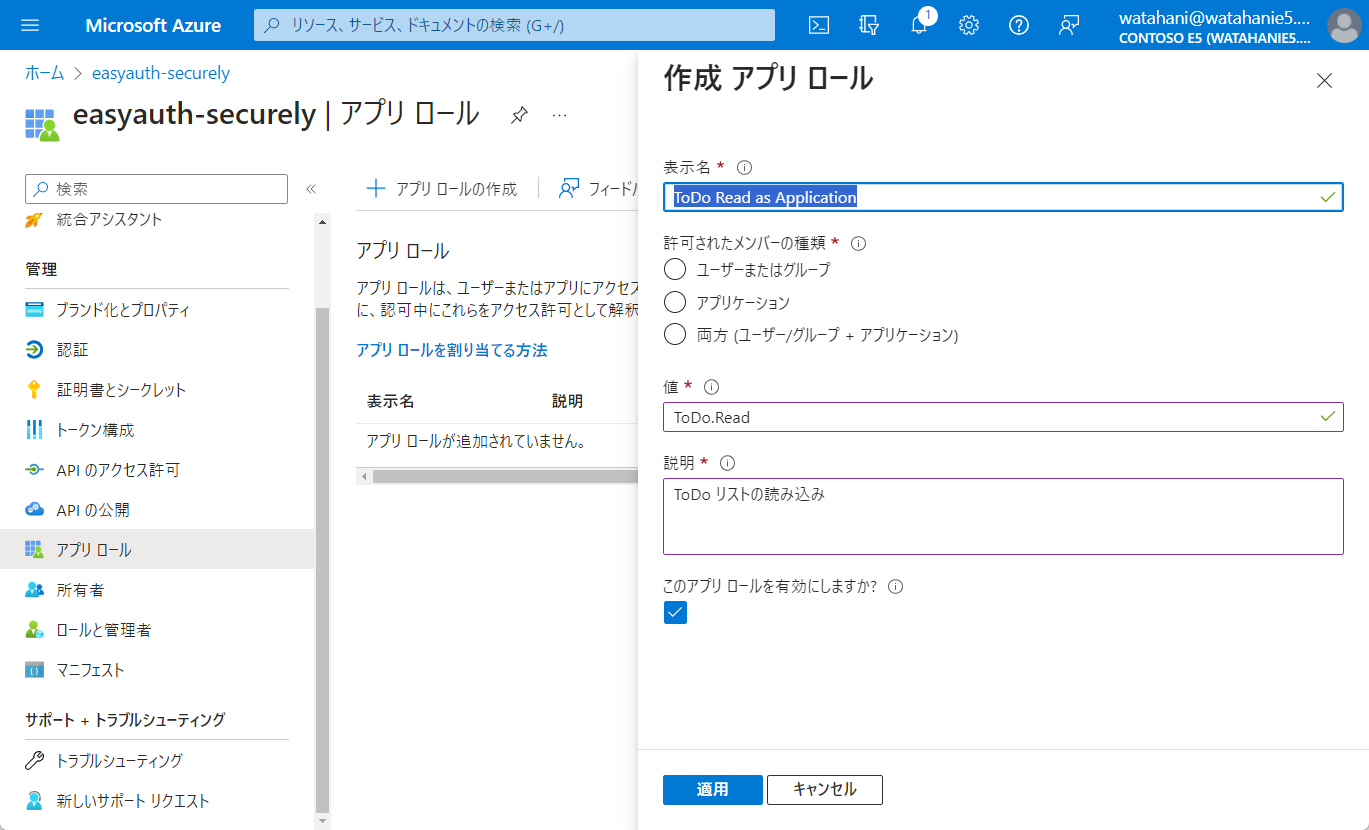 Microsoft Azure
リソース、サービス、ドキュメントの検索 (G+/)
1
watahani@watahanie5....
CONTOSO E5 (WATAHANIE5....
ホーム > easyauth-securely
easyauth-securely | アプリ ロール
検索
統合アシスタント
管理
ブランド化とプロパティ
認証
証明書とシークレット
トークン構成
API のアクセス許可
API の公開
アプリ ロール
所有者
ロールと管理者
マニフェスト
サポート + トラブルシューティング
トラブルシューティング
新しいサポート リクエスト
アプリ ロールの作成
フィードバ
アプリ ロール
アプリ ロールは、ユーザーまたはアプリにアクセス
に、認可中にこれらをアクセス許可として解釈
アプリ ロールを割り当てる方法
表示名 説明
アプリ ロールが追加されていません。
作成 アプリ ロール
表示名 *
ToDo Read as Application
許可されたメンバーの種類 *
ユーザーまたはグループ
アプリケーション
両方 (ユーザー/グループ + アプリケーション)
値 *
ToDo.Read
説明 *
ToDo リストの読み込み
このアプリ ロールを有効にしますか?
適用
キャンセル